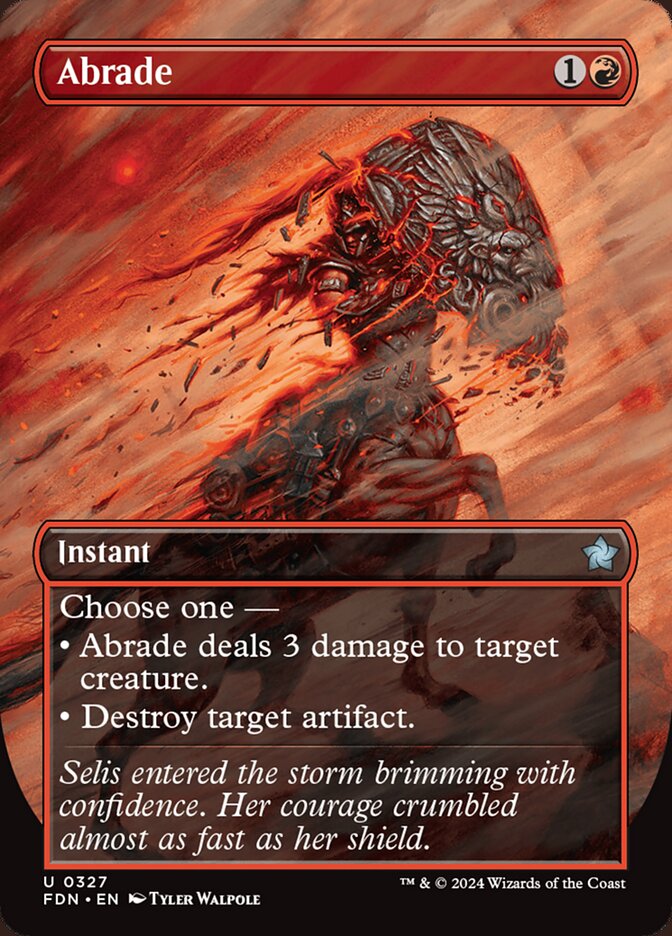 Abrade
1
Instant
Choose one —
• Abrade deals 3 damage to target
creature.
• Destroy target artifact.
Selis entered the storm brimming with
confidence. Her courage crumbled
almost as fast as her shield.
U 0327
FDN • EN Tyler Walpole
™ & © 2024 Wizards of the Coast